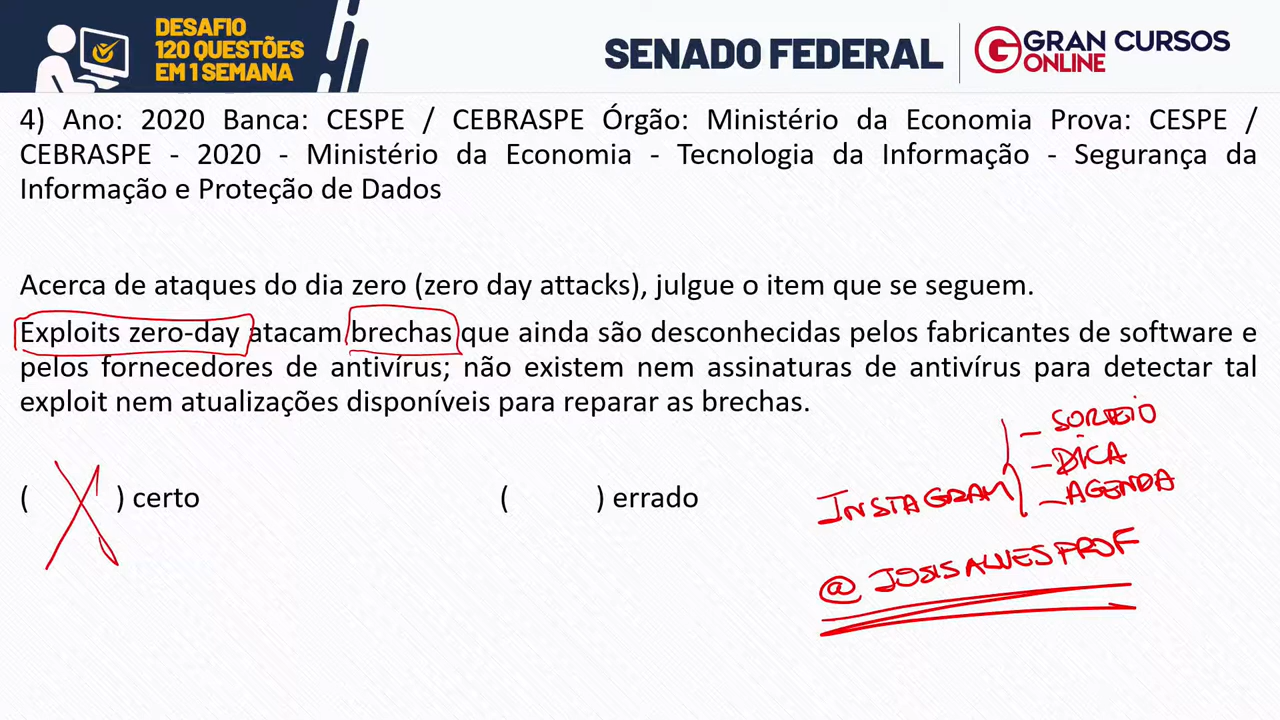 DESAFIO
120 QUESTÕES
EM 1 SEMANA
SENADO FEDERAL
GRAN CURSOS
ONLINE
4) Ano: 2020 Banca: CESPE / CEBRASPE Órgão: Ministério da Economia Prova: CESPE /
CEBRASPE - 2020 - Ministério da Economia - Tecnologia da Informação - Segurança da
Informação e Proteção de Dados
Acerca de ataques do dia zero (zero day attacks), julgue o item que se seguem.
Exploits zero-day atacam brechas que ainda são desconhecidas pelos fabricantes de software e
pelos fornecedores de antivírus; não existem nem assinaturas de antivírus para detectar tal
exploit nem atualizações disponíveis para reparar as brechas.
( X ) certo
( ) errado
INSTAGRAM
- SORTEIO
- DICA
- AGENDA
@JOSISALVESPROF